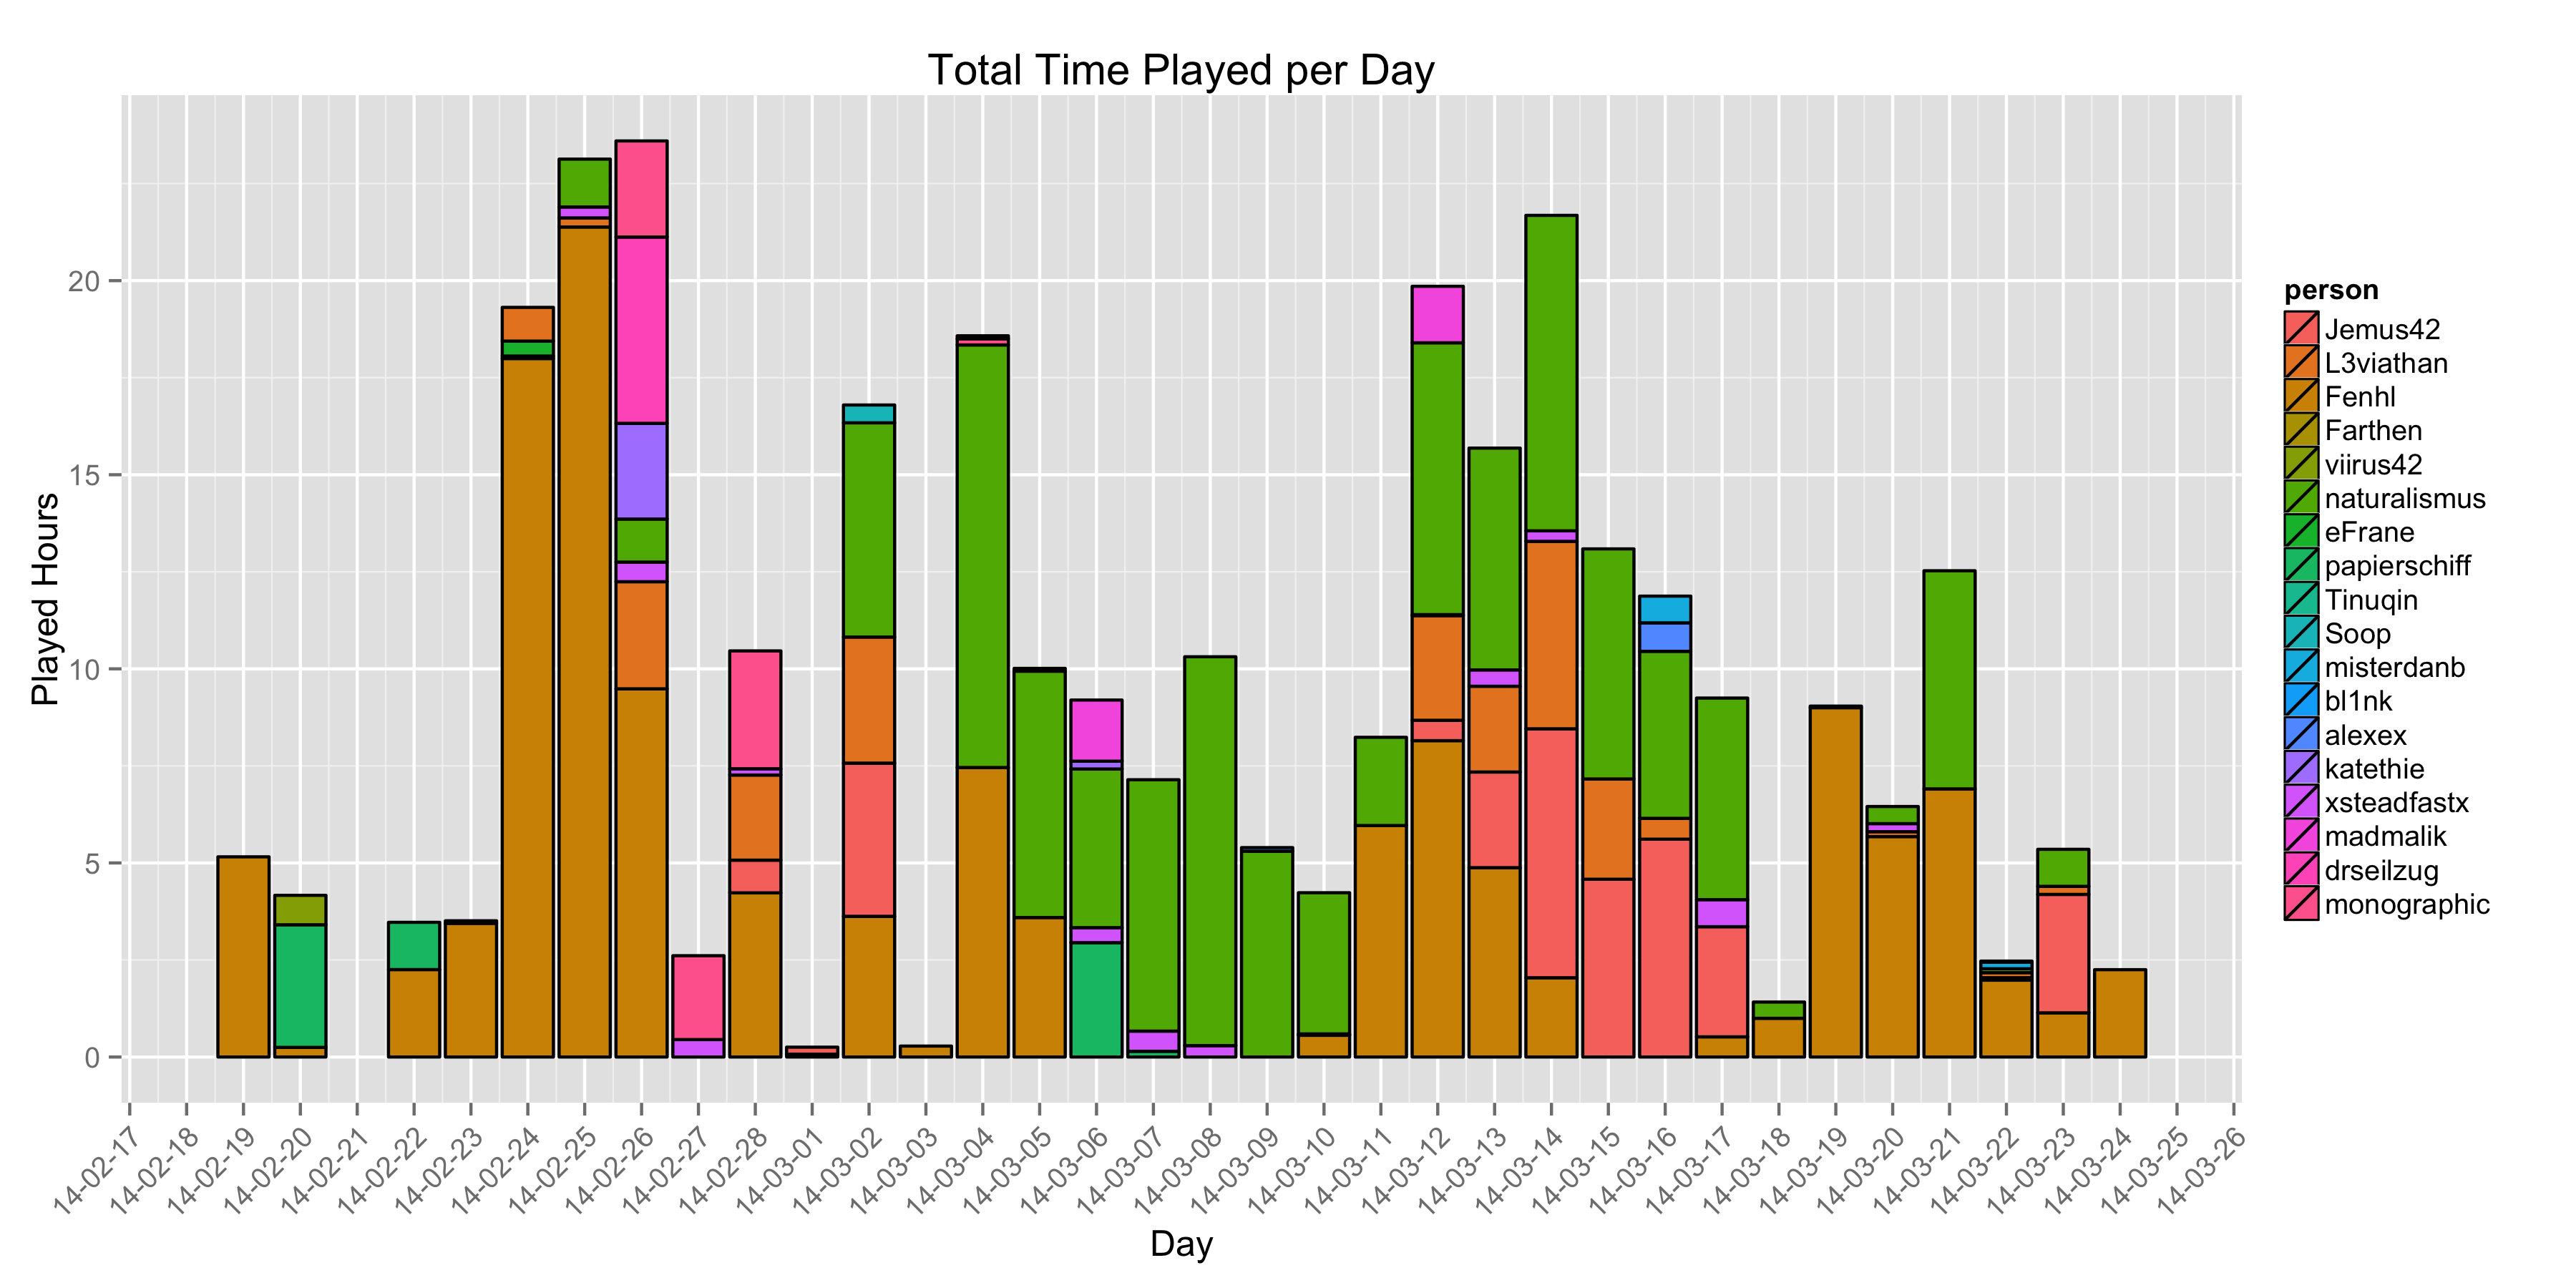 Total Time Played per Day
Played Hours
20
15
10
5
0
14-02-17
14-02-18
14-02-19
14-02-20
14-02-21
14-02-22
14-02-23
14-02-24
14-02-25
14-02-26
14-02-27
14-02-28
14-03-01
14-03-02
14-03-03
14-03-04
14-03-05
14-03-06
14-03-07
14-03-08
14-03-09
14-03-10
14-03-11
14-03-12
14-03-13
14-03-14
14-03-15
14-03-16
14-03-17
14-03-18
14-03-19
14-03-20
14-03-21
14-03-22
14-03-23
14-03-24
14-03-25
14-03-26
Day
person
Jemus42
L3viathan
Fenhl
Farthen
viirus42
naturalismus
eFrane
papierschiff
Tinuqin
Soop
misterdanb
bl1nk
alexex
katethie
xsteadfastx
madmalik
drseilzug
monographic